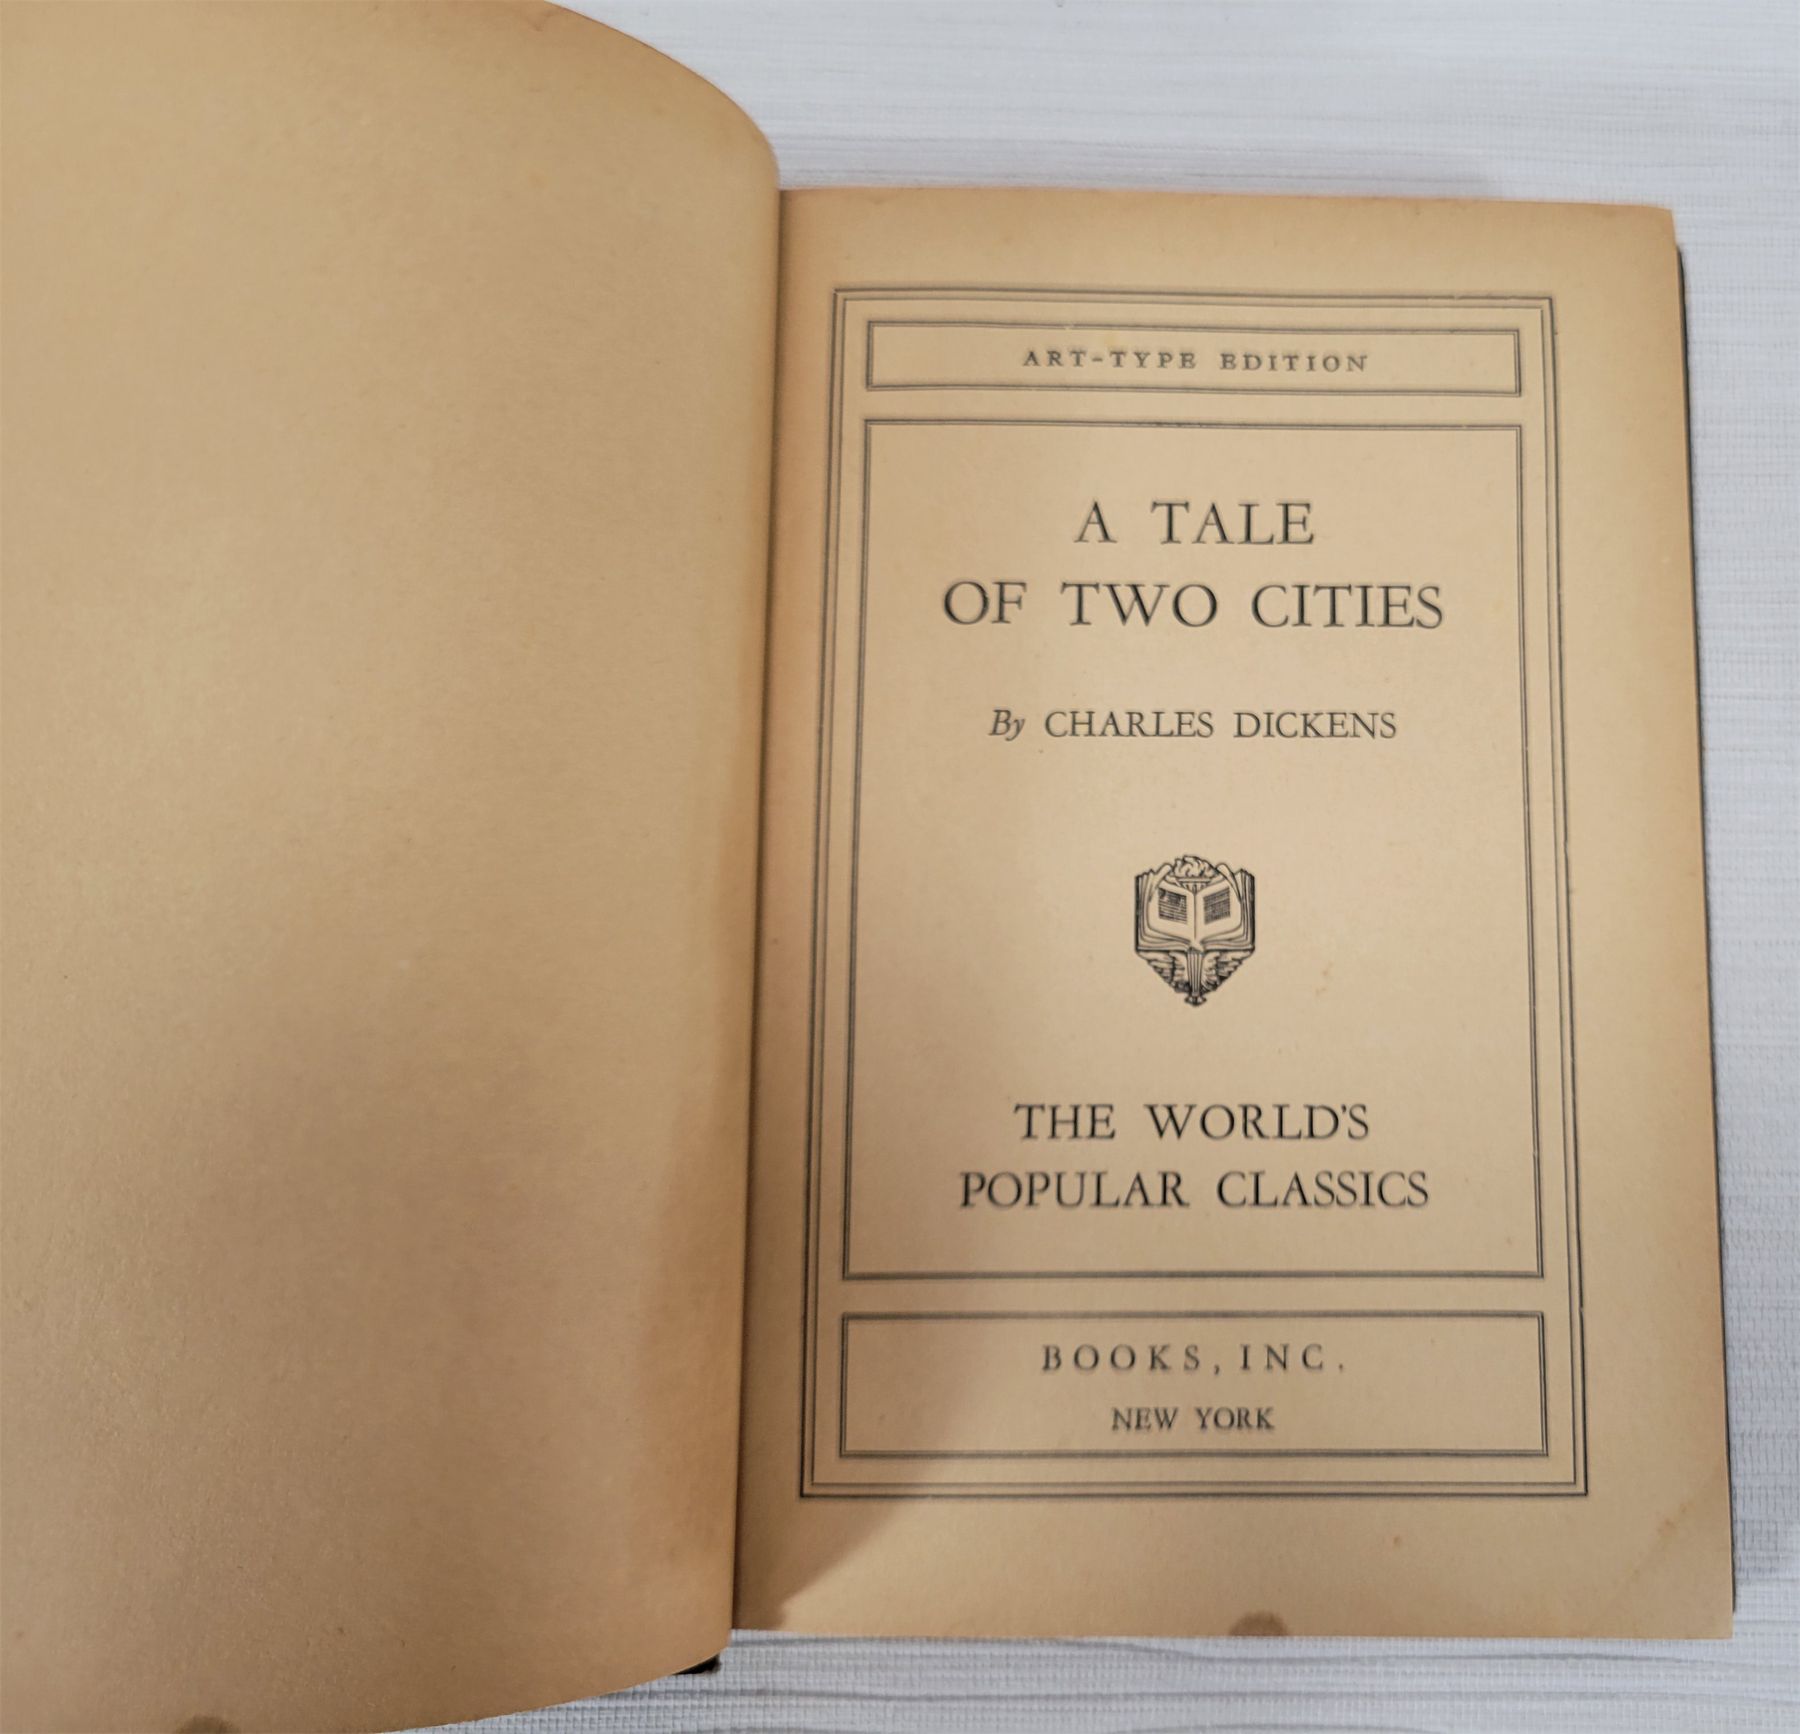 ART-TYPE EDITION
A TALE
OF TWO CITIES
By CHARLES DICKENS
THE WORLD'S
POPULAR CLASSICS
BOOKS, INC.
NEW YORK